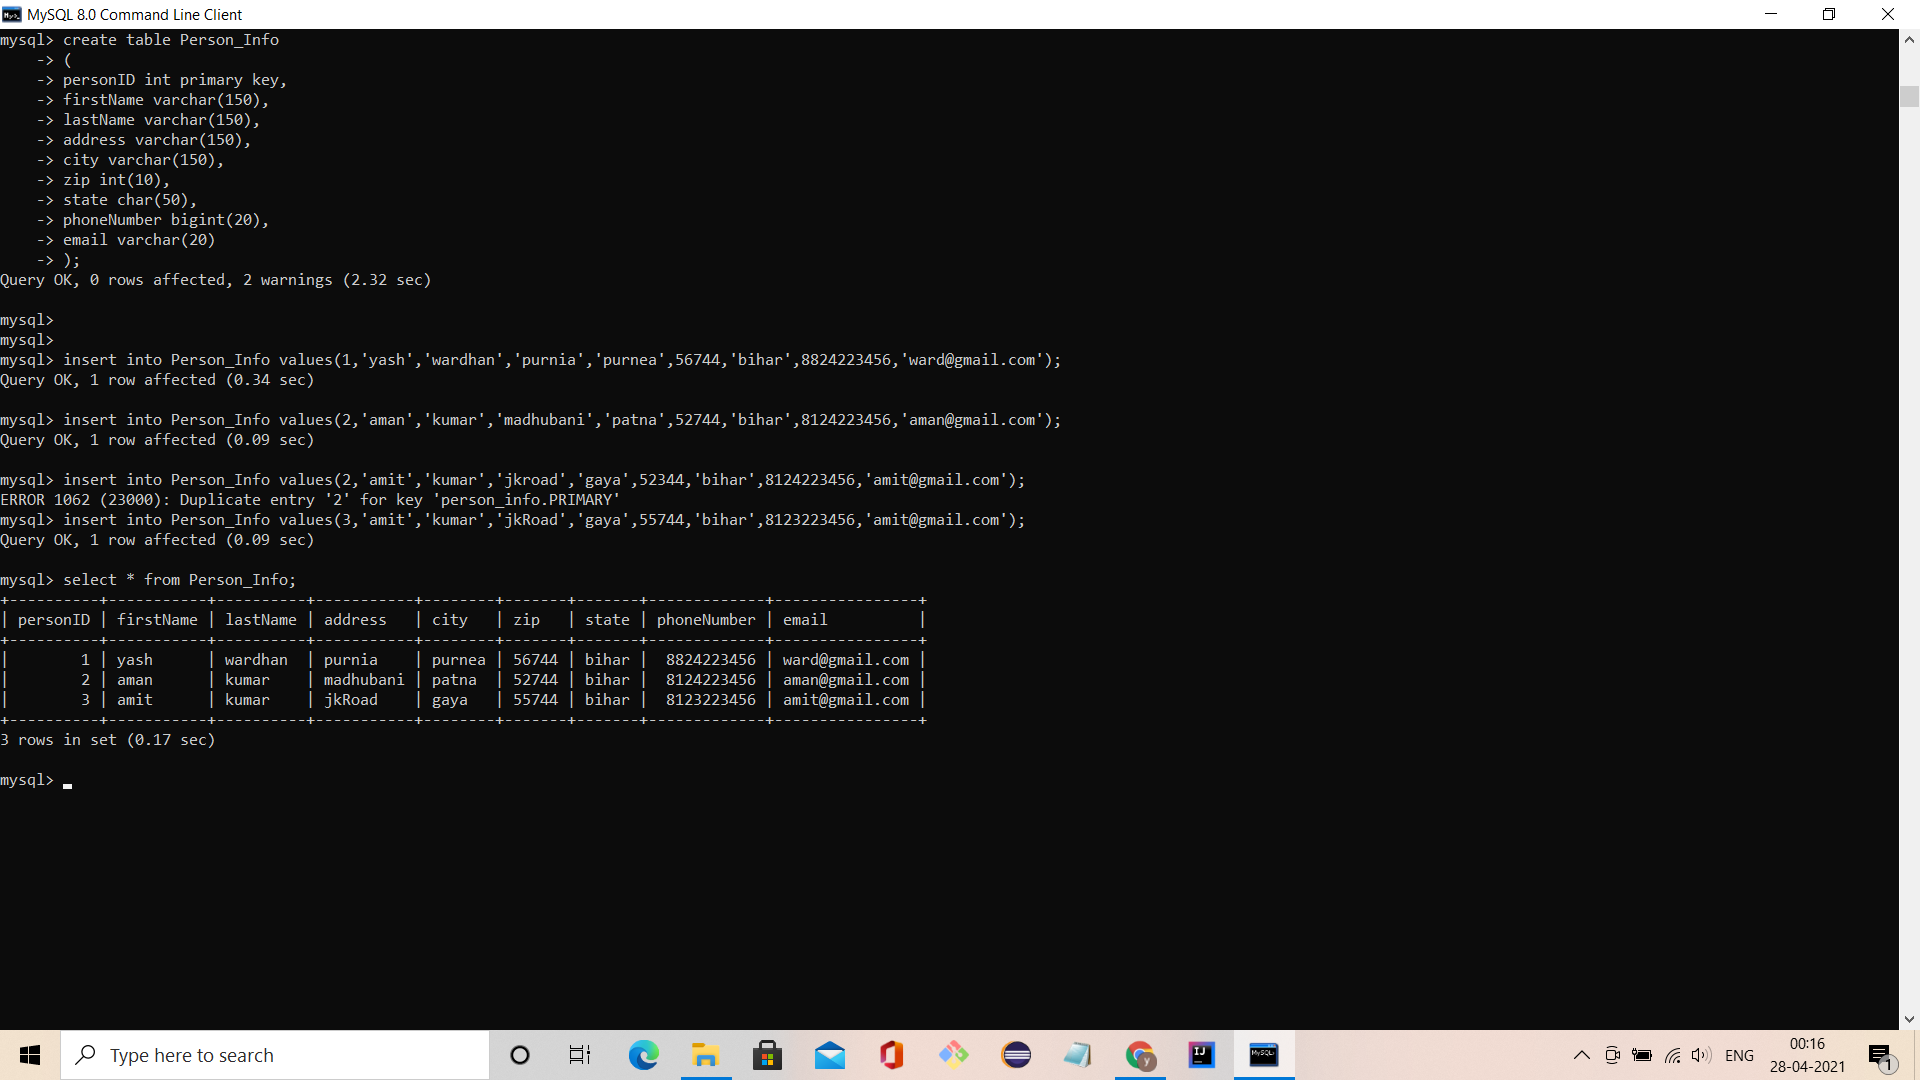 MySQL 8.0 Command Line Client
mysql> create table Person_Info
    -> (
    -> personID int primary key,
    -> firstName varchar(150),
    -> lastName varchar(150),
    -> address varchar(150),
    -> city varchar(150),
    -> zip int(10),
    -> state char(50),
    -> phoneNumber bigint(20),
    -> email varchar(20)
    -> );
Query OK, 0 rows affected, 2 warnings (2.32 sec)
mysql>
mysql>
mysql> insert into Person_Info values(1,'yash','wardhan','purnia','purnea',56744,'bihar',8824223456,'ward@gmail.com');
Query OK, 1 row affected (0.34 sec)
mysql> insert into Person_Info values(2,'aman','kumar','madhubani','patna',52744,'bihar',8124223456,'aman@gmail.com');
Query OK, 1 row affected (0.09 sec)
mysql> insert into Person_Info values(2,'amit','kumar','jkroad','gaya',52344,'bihar',8124223456,'amit@gmail.com');
ERROR 1062 (23000): Duplicate entry '2' for key 'person_info.PRIMARY'
mysql> insert into Person_Info values(3,'amit','kumar','jkRoad','gaya',55744,'bihar',8123223456,'amit@gmail.com');
Query OK, 1 row affected (0.09 sec)
mysql> select * from Person_Info;
+----------+-----------+----------+-----------+--------+-------+-------+-------------+----------------+
| personID | firstName | lastName | address   | city   | zip   | state | phoneNumber | email          |
+----------+-----------+----------+-----------+--------+-------+-------+-------------+----------------+
|        1 | yash      | wardhan  | purnia    | purnea | 56744 | bihar |  8824223456 | ward@gmail.com |
|        2 | aman      | kumar    | madhubani | patna  | 52744 | bihar |  8124223456 | aman@gmail.com |
|        3 | amit      | kumar    | jkRoad    | gaya   | 55744 | bihar |  8123223456 | amit@gmail.com |
+----------+-----------+----------+-----------+--------+-------+-------+-------------+----------------+
3 rows in set (0.17 sec)
mysql>
Type here to search
y
IJ
MySQL
ENG
00:16
28-04-2021
1